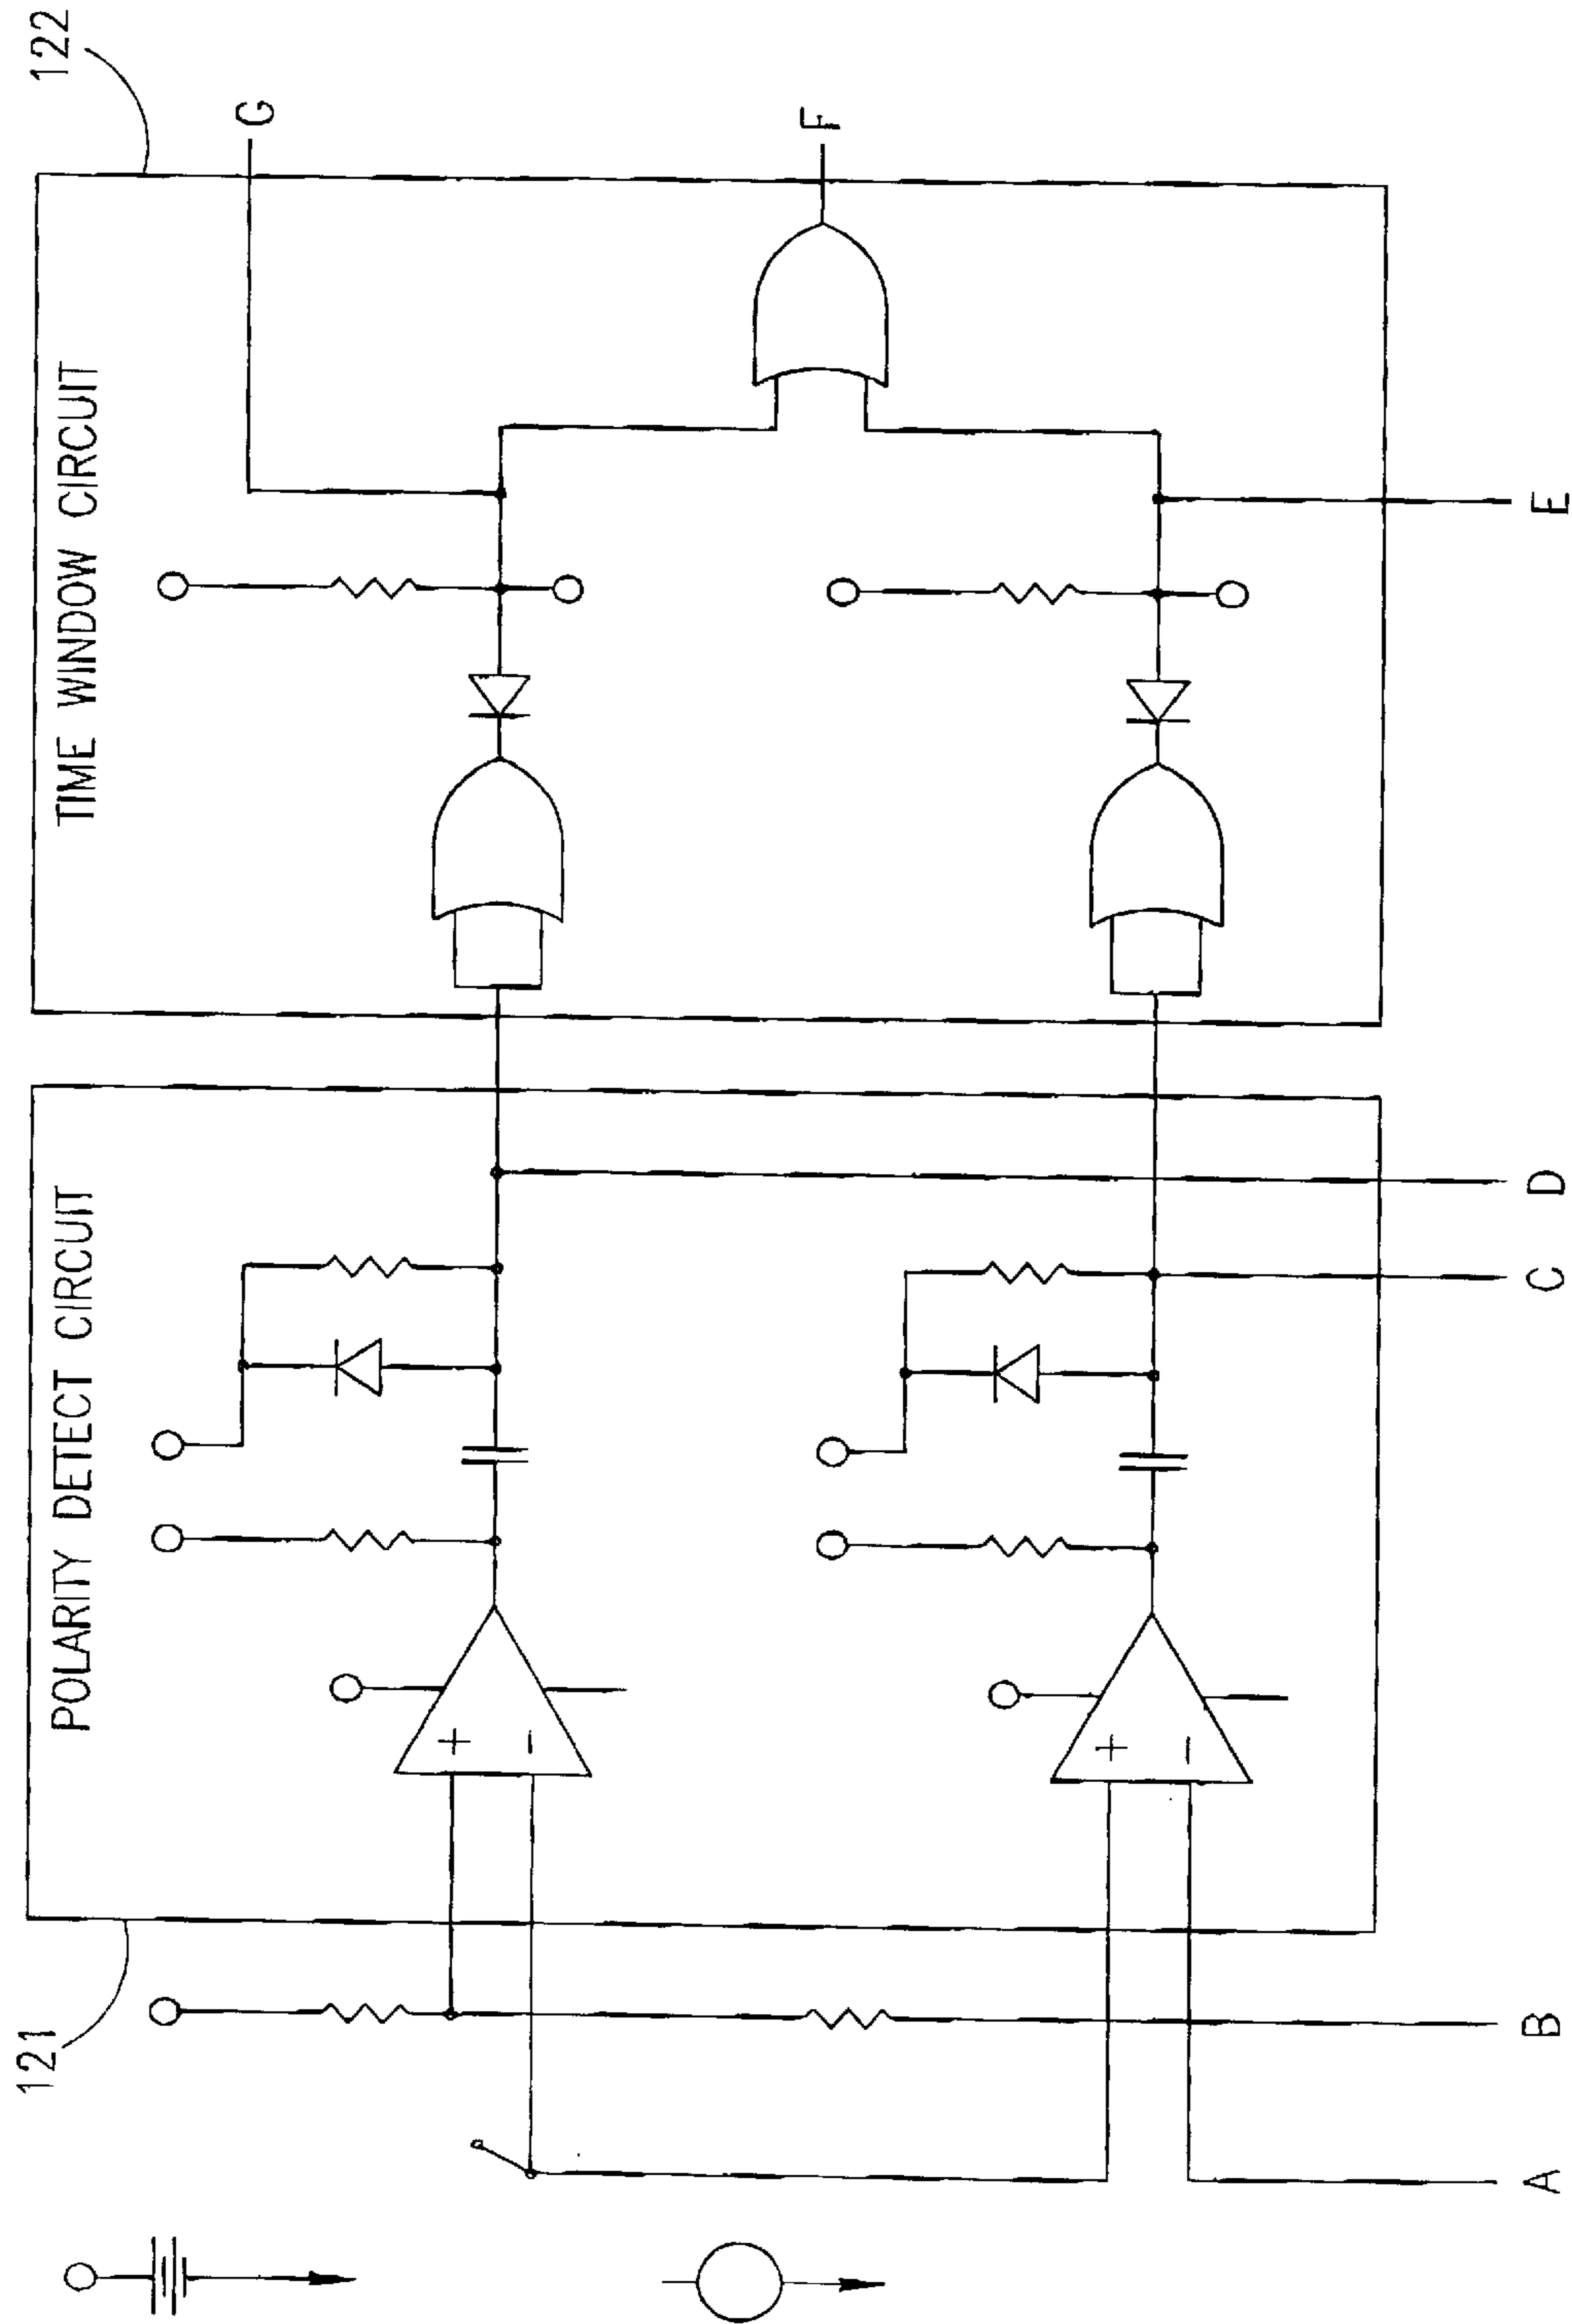 122
G
F
TIME WINDOW CIRCUIT
E
POLARITY DETECT CIRCUIT
D
C
+
−
+
−
121
B
A